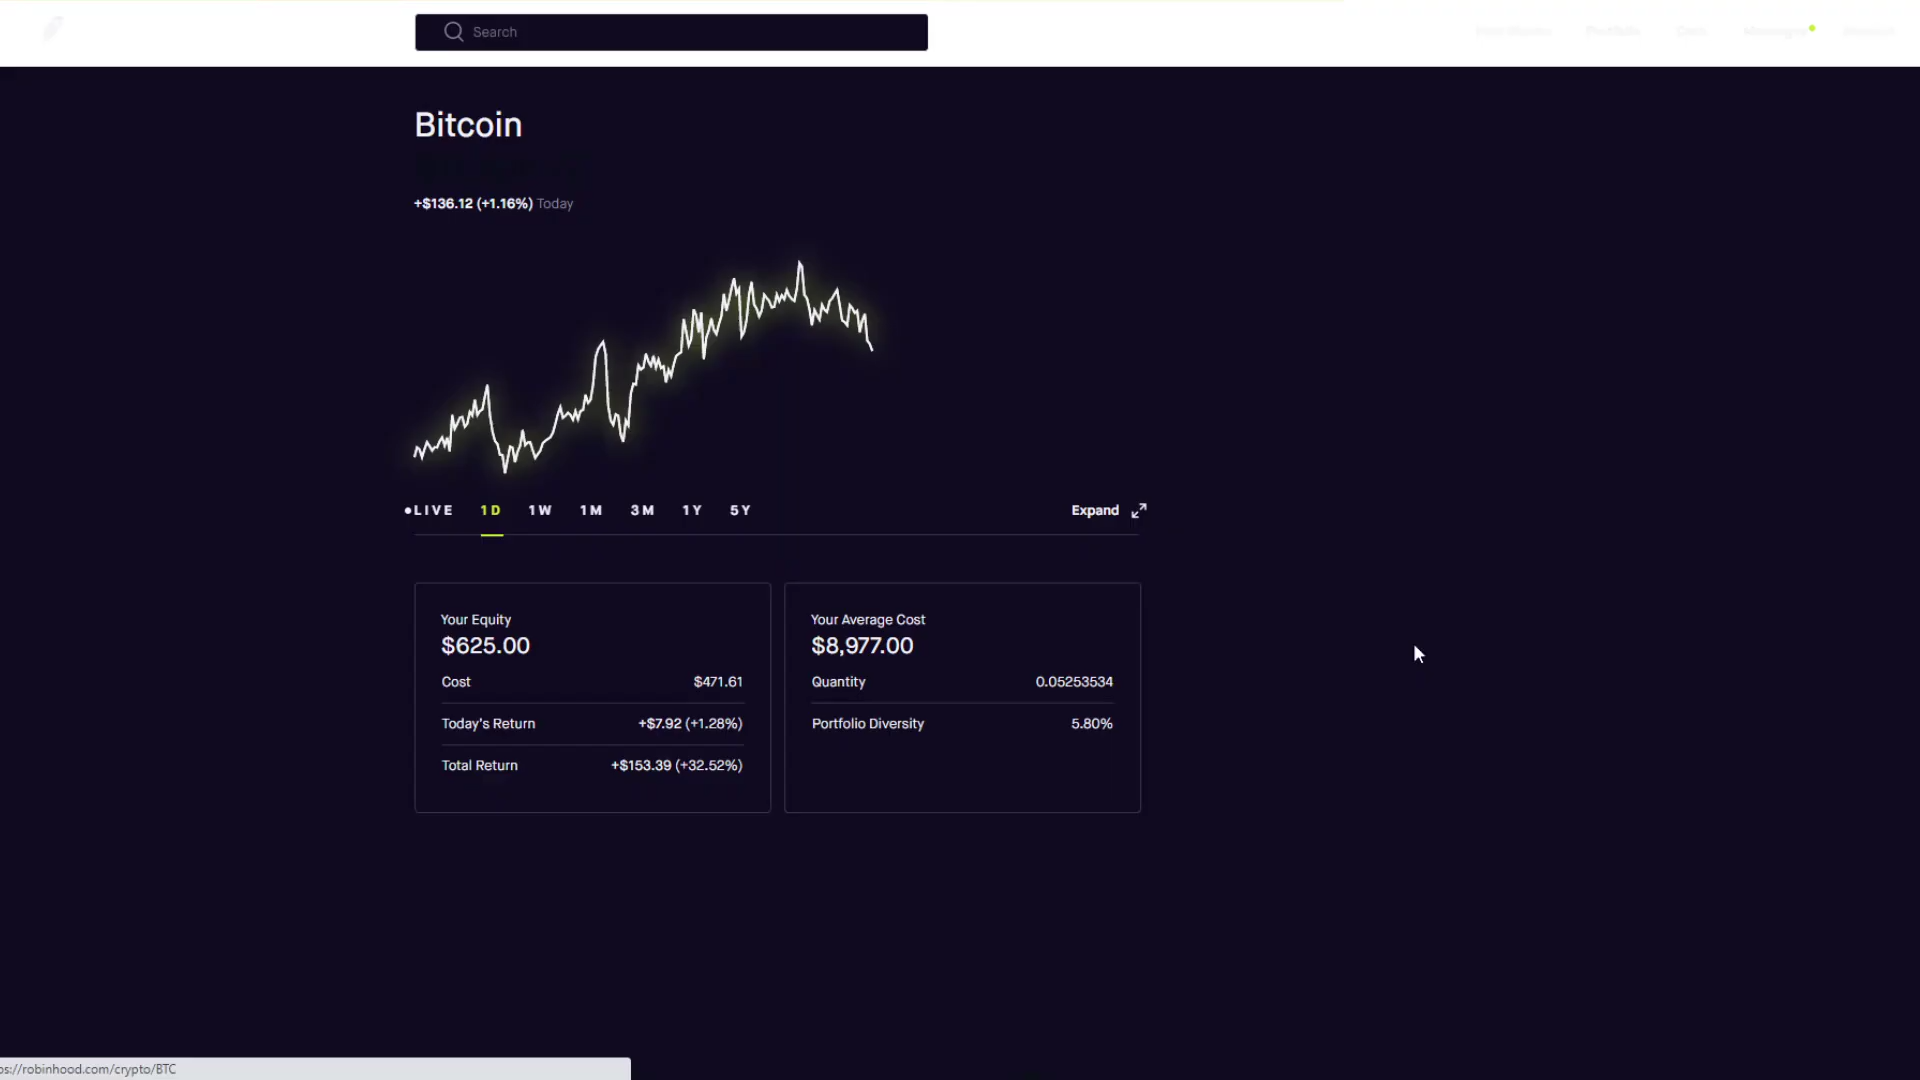 Search
Bitcoin
+$136.12 (+1.16%) Today
LIVE 1D 1W 1M 3M 1Y 5Y Expand
Your Equity
$625.00
Cost $471.61
Today's Return +$7.92 (+1.28%)
Total Return +$153.39 (+32.52%)
Your Average Cost
$8,977.00
Quantity 0.05253534
Portfolio Diversity 5.80%
ps://robinhood.com/crypto/BTC